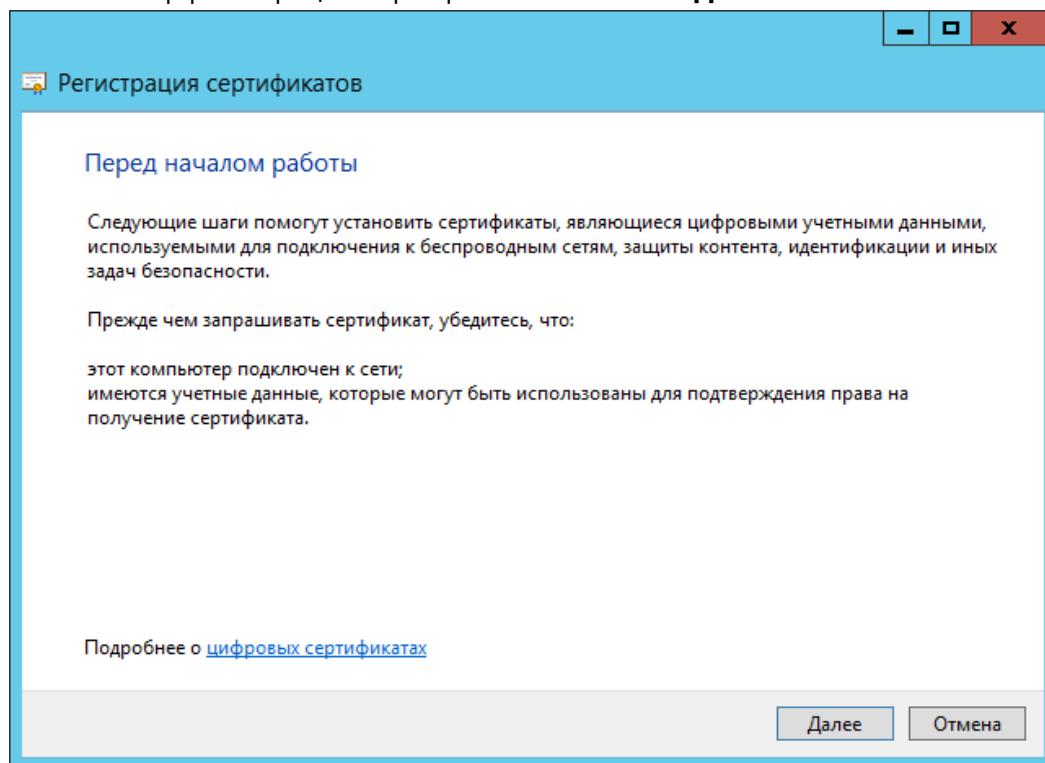 Регистрация сертификатов
Перед началом работы
Следующие шаги помогут установить сертификаты, являющиеся цифровыми учетными данными,
используемыми для подключения к беспроводным сетям, защиты контента, идентификации и иных
задач безопасности.
Прежде чем запрашивать сертификат, убедитесь, что:
этот компьютер подключен к сети;
имеются учетные данные, которые могут быть использованы для подтверждения права на
получение сертификата.
Подробнее о цифровых сертификатах
Далее Отмена